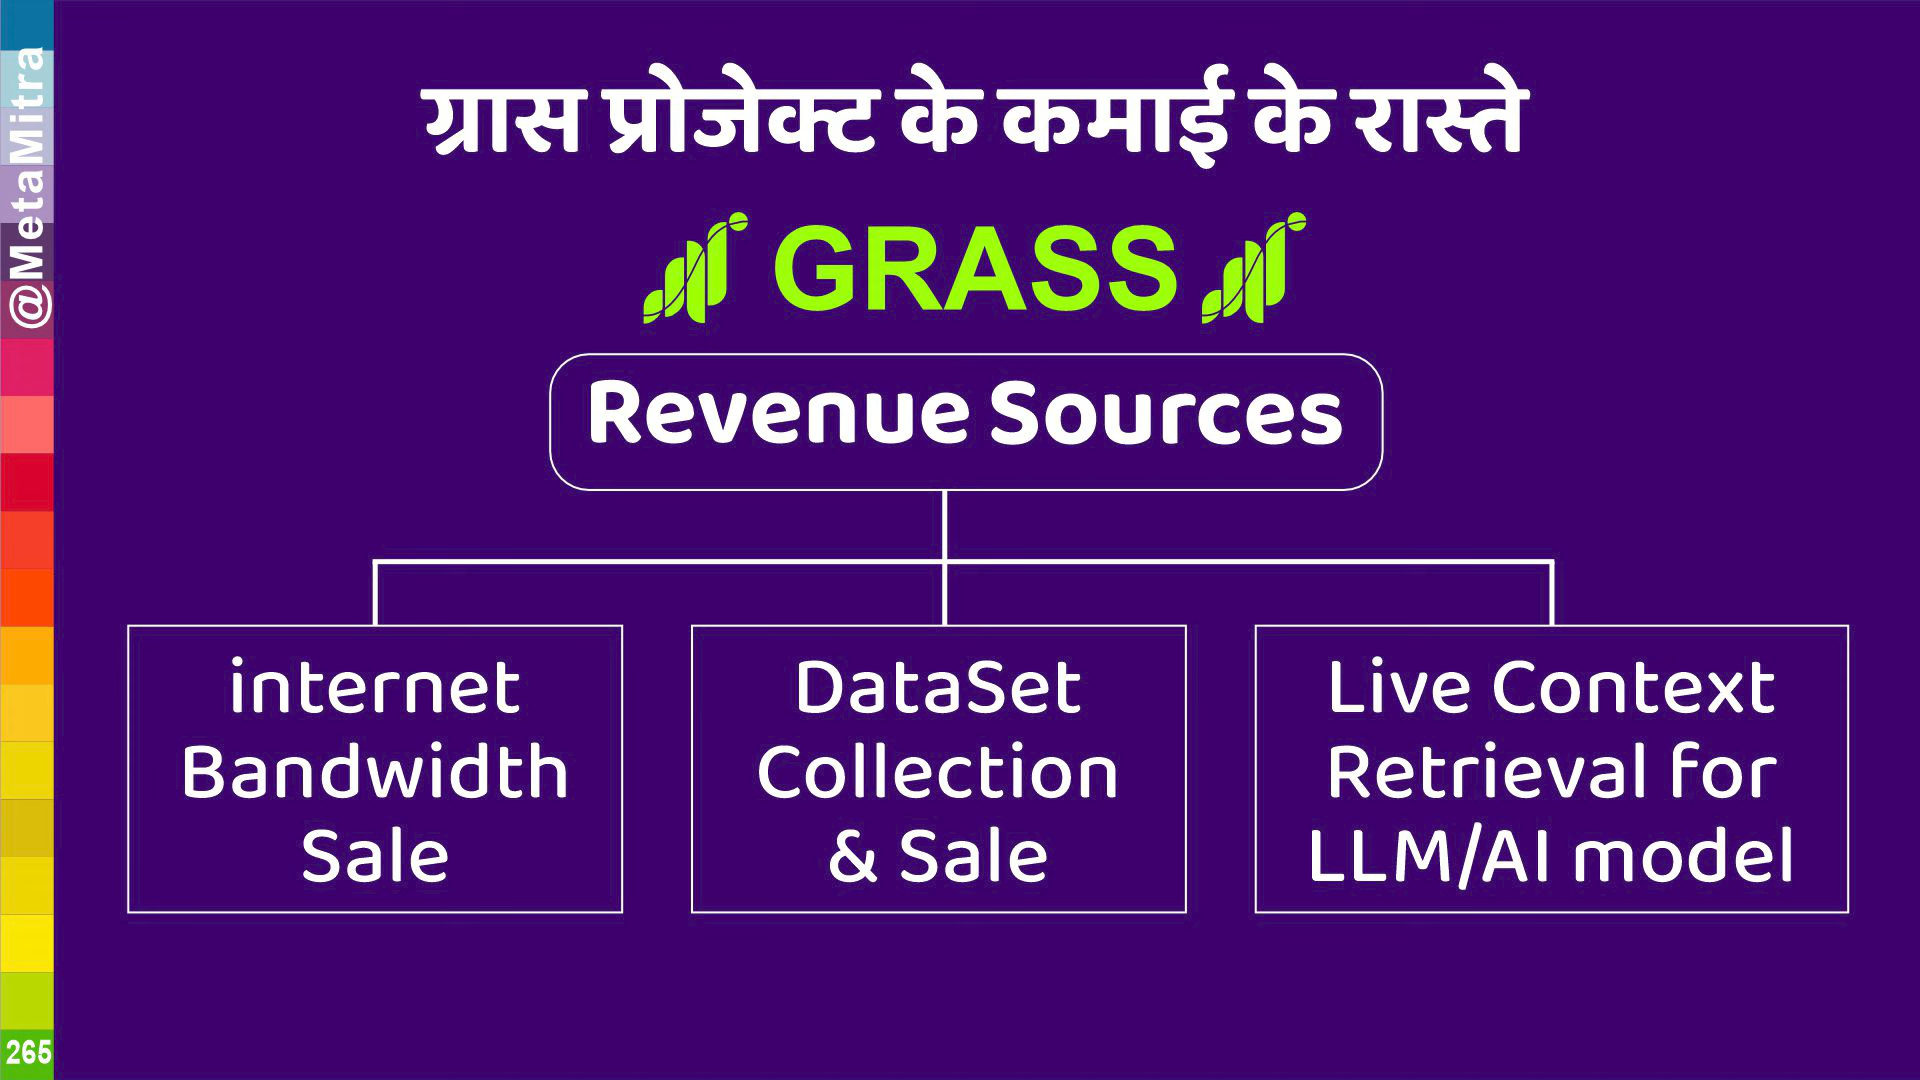 ग्रास प्रोजेक्ट के कमाई के रास्ते
GRASS
Revenue Sources
internet
Bandwidth
Sale
DataSet
Collection
& Sale
Live Context
Retrieval for
LLM/AI model
@MetaMitra
265